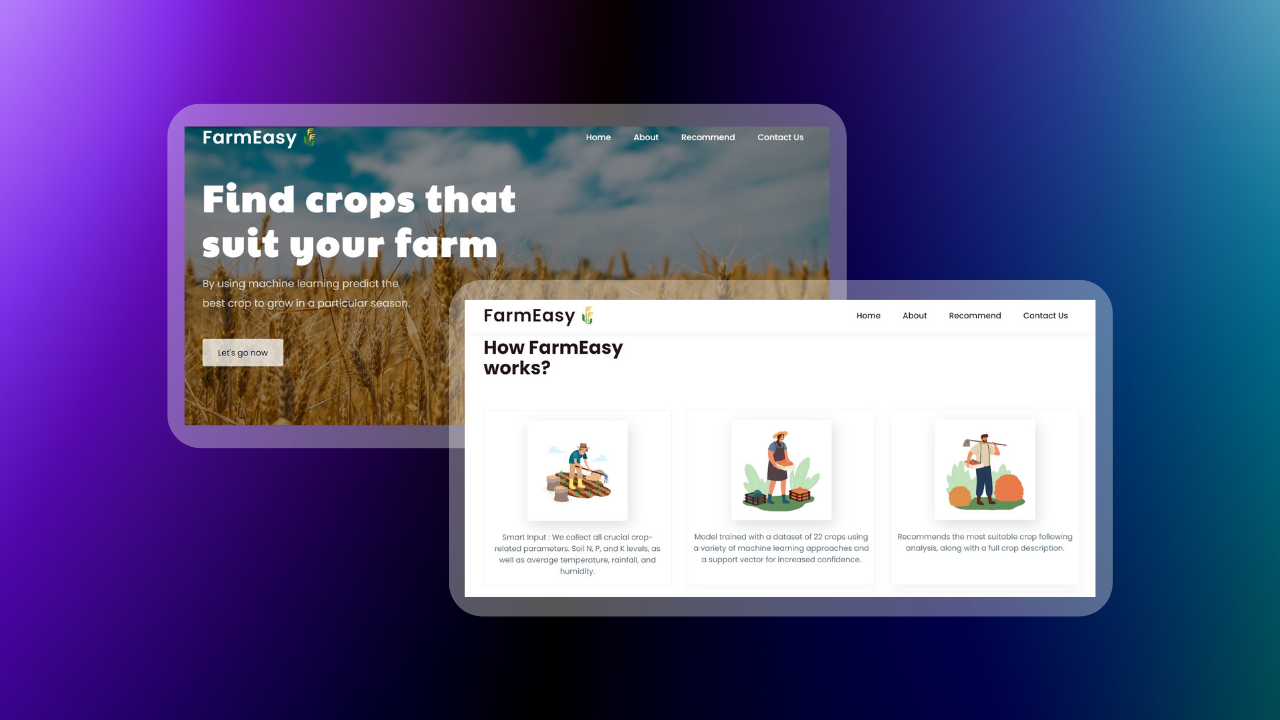 FarmEasy
Home About Recommend Contact Us
Find crops that
suit your farm
By using machine learning predict the
best crop to grow in a particular season.
Let's go now
FarmEasy
Home About Recommend Contact Us
How FarmEasy
works?
Smart Input : We collect all crucial crop-
related parameters. Soil N, P, and K levels, as
well as average temperature, rainfall, and
humidity.
Model trained with a dataset of 22 crops using
a variety of machine learning approaches and
a support vector for increased confidence.
Recommends the most suitable crop following
analysis, along with a full crop description.